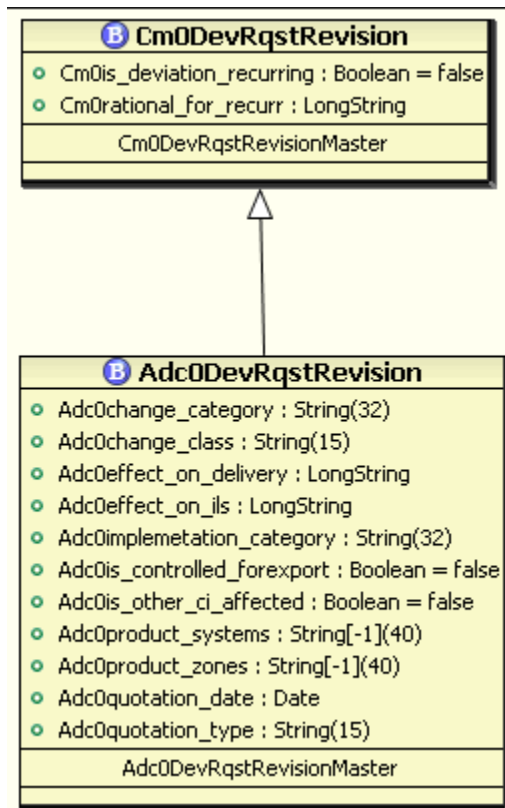 B Cm0DevRqstRevision
Cm0is_deviation_recurring : Boolean = false
Cm0rational_for_recurr : LongString
Cm0DevRqstRevisionMaster
B Adc0DevRqstRevision
Adc0change_category : String(32)
Adc0change_class : String(15)
Adc0effect_on_delivery : LongString
Adc0effect_on_ils : LongString
Adc0implemetation_category : String(32)
Adc0is_controlled_forexport : Boolean = false
Adc0is_other_ci_affected : Boolean = false
Adc0product_systems : String[-1](40)
Adc0product_zones : String[-1](40)
Adc0quotation_date : Date
Adc0quotation_type : String(15)
Adc0DevRqstRevisionMaster